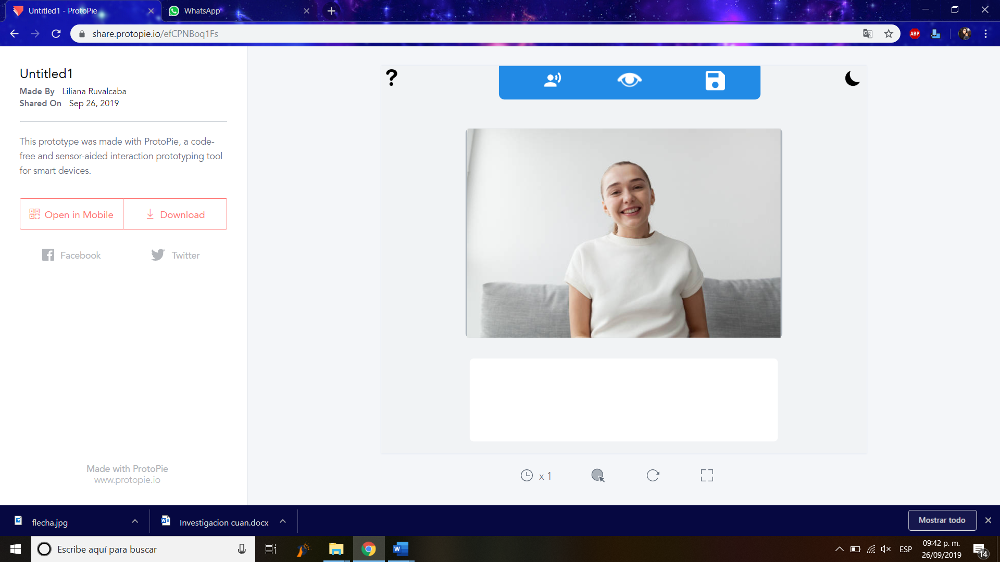 Untitled1 - ProtoPie
WhatsApp
share.protopie.io/efCPNBoq1Fs
ABP
Untitled1
Made By Liliana Ruvalcaba
Shared On Sep 26, 2019
This prototype was made with ProtoPie, a code-
free and sensor-aided interaction prototyping tool
for smart devices.
Open in Mobile
Download
Facebook
Twitter
Made with ProtoPie
www.protopie.io
?
x 1
flecha.jpg
Investigacion cuan.docx
Mostrar todo
Escribe aquí para buscar
ESP
09:42 p. m.
26/09/2019
14